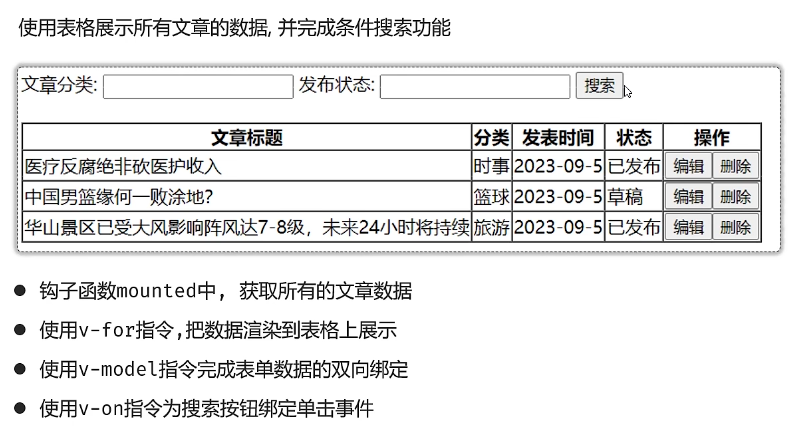 使用表格展示所有文章的数据, 并完成条件搜索功能
文章分类: 发布状态: 搜索
文章标题 分类 发表时间 状态 操作
医疗反腐绝非砍医护收入 时事 2023-09-5 已发布 编辑 删除
中国男篮缘何一败涂地? 篮球 2023-09-5 草稿 编辑 删除
华山景区已受大风影响阵风达7-8级，未来24小时将持续 旅游 2023-09-5 已发布 编辑 删除
● 钩子函数mounted中, 获取所有的文章数据
● 使用v-for指令,把数据渲染到表格上展示
● 使用v-model指令完成表单数据的双向绑定
● 使用v-on指令为搜索按钮绑定单击事件